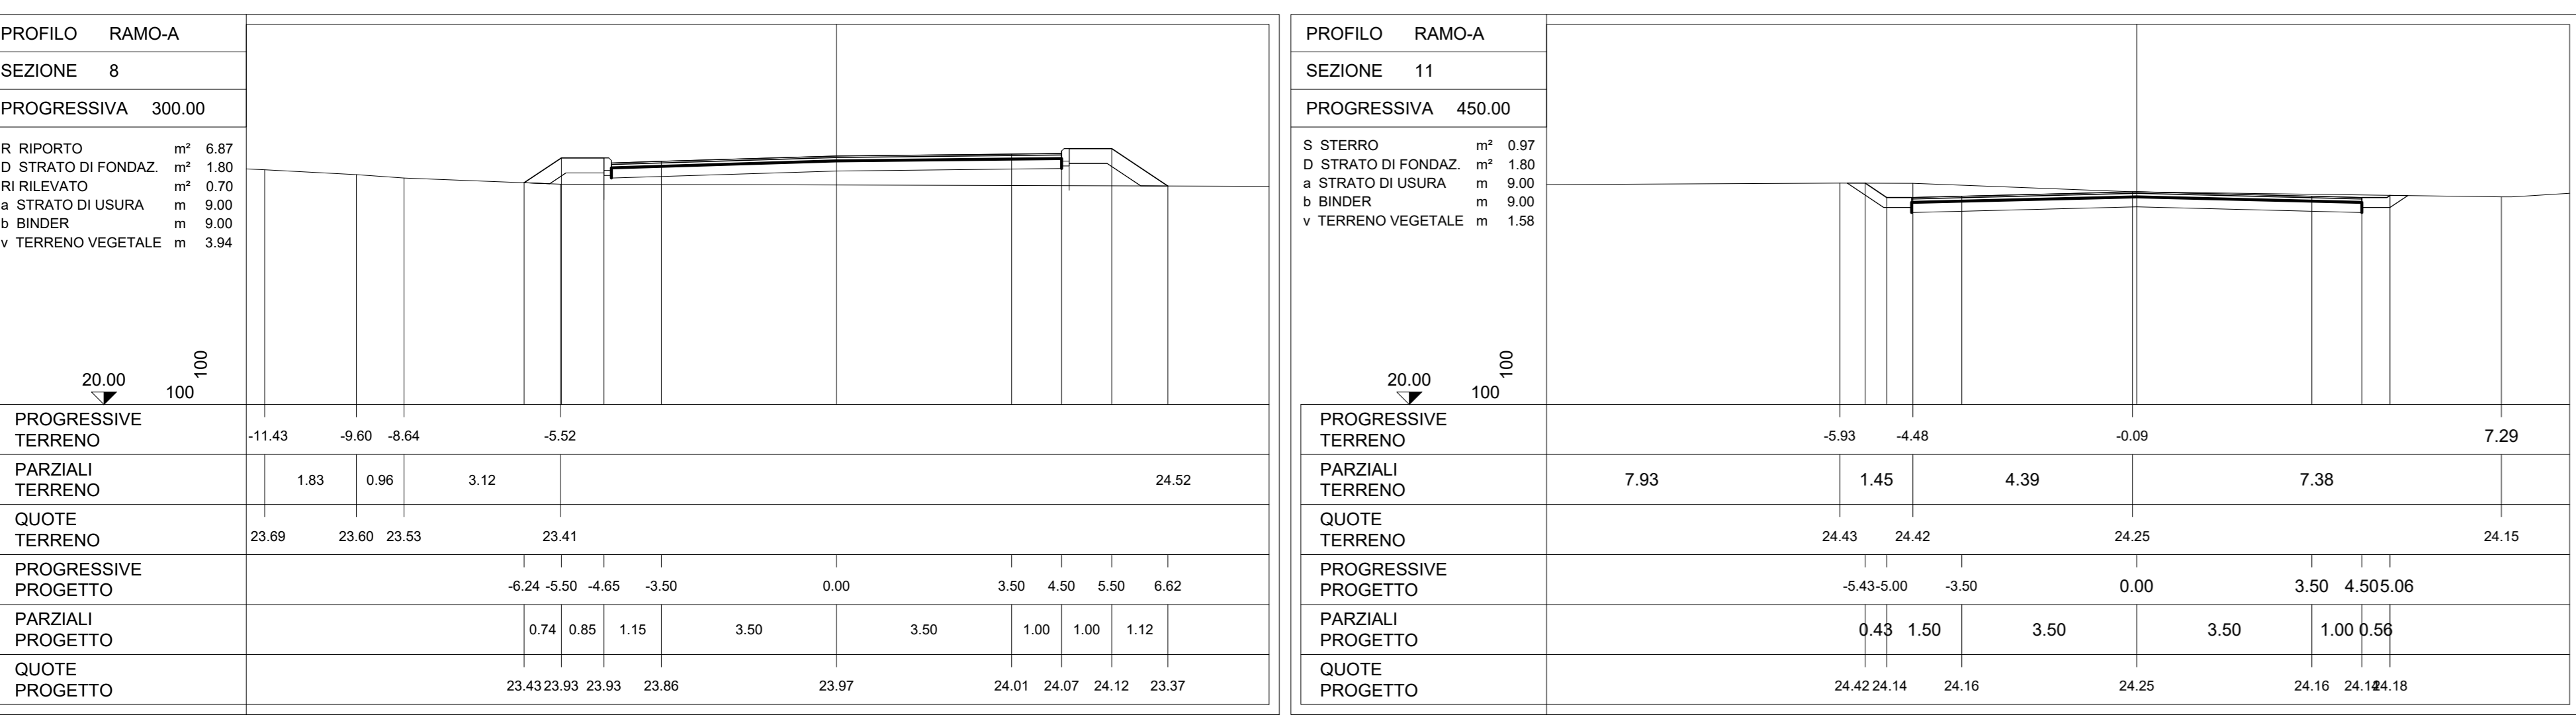 PROFILO RAMO-A
SEZIONE 8
PROGRESSIVA 300.00
R RIPORTO m² 6.87
D STRATO DI FONDAZ. m² 1.80
RI RILEVATO m² 0.70
a STRATO DI USURA m 9.00
b BINDER m 9.00
v TERRENO VEGETALE m 3.94
100
20.00 100
PROGRESSIVE
TERRENO
-11.43 -9.60 -8.64 -5.52
PARZIALI
TERRENO
1.83 0.96 3.12 24.52
QUOTE
TERRENO
23.69 23.60 23.53 23.41
PROGRESSIVE
PROGETTO
-6.24 -5.50 -4.65 -3.50 0.00 3.50 4.50 5.50 6.62
PARZIALI
PROGETTO
0.74 0.85 1.15 3.50 3.50 1.00 1.00 1.12
QUOTE
PROGETTO
23.43 23.93 23.93 23.86 23.97 24.01 24.07 24.12 23.37
PROFILO RAMO-A
SEZIONE 11
PROGRESSIVA 450.00
S STERRO m² 0.97
D STRATO DI FONDAZ. m² 1.80
a STRATO DI USURA m 9.00
b BINDER m 9.00
v TERRENO VEGETALE m 1.58
100
20.00 100
PROGRESSIVE
TERRENO
-5.93 -4.48 -0.09 7.29
PARZIALI
TERRENO
7.93 1.45 4.39 7.38
QUOTE
TERRENO
24.43 24.42 24.25 24.15
PROGRESSIVE
PROGETTO
-5.43 -5.00 -3.50 0.00 3.50 4.50 5.06
PARZIALI
PROGETTO
0.43 1.50 3.50 3.50 1.00 0.56
QUOTE
PROGETTO
24.42 24.14 24.16 24.25 24.16 24.14 24.18